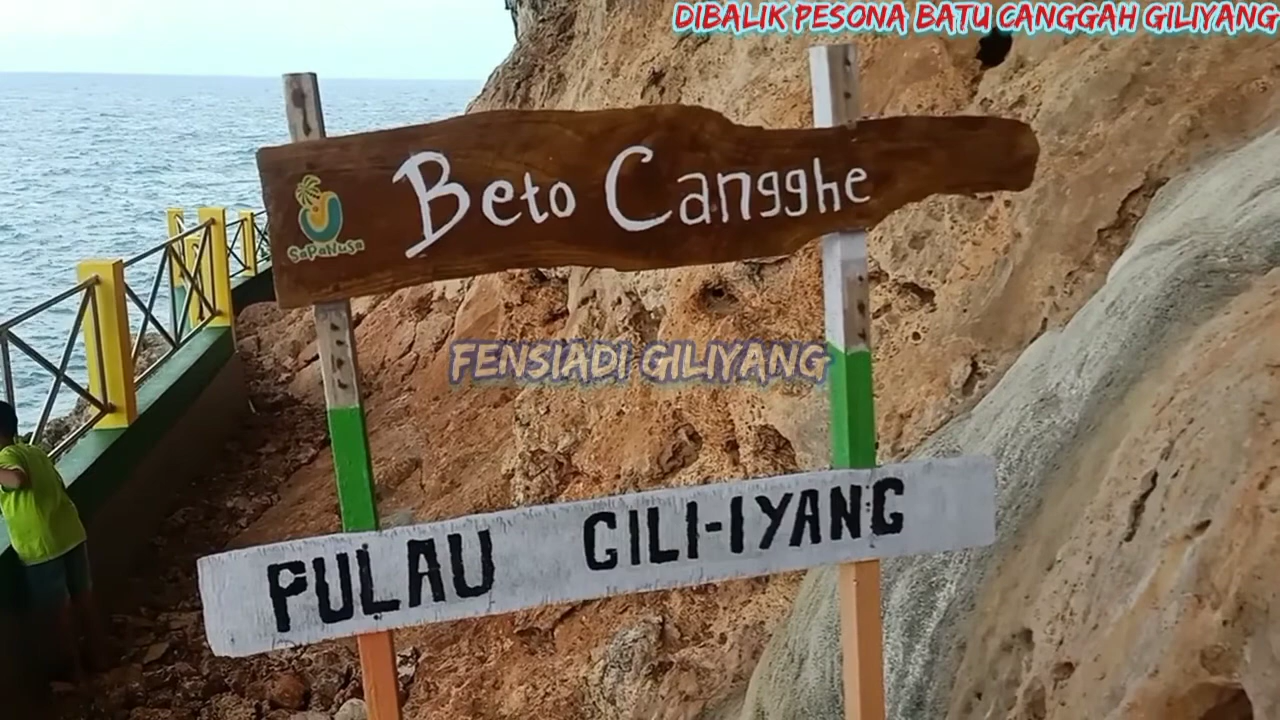 DIBALIK PESONA BATU CANGGAH GILIYANG
Beto Cangghe
SaPaNusa
FENSIADI GILIYANG
PULAU GILI-IYANG